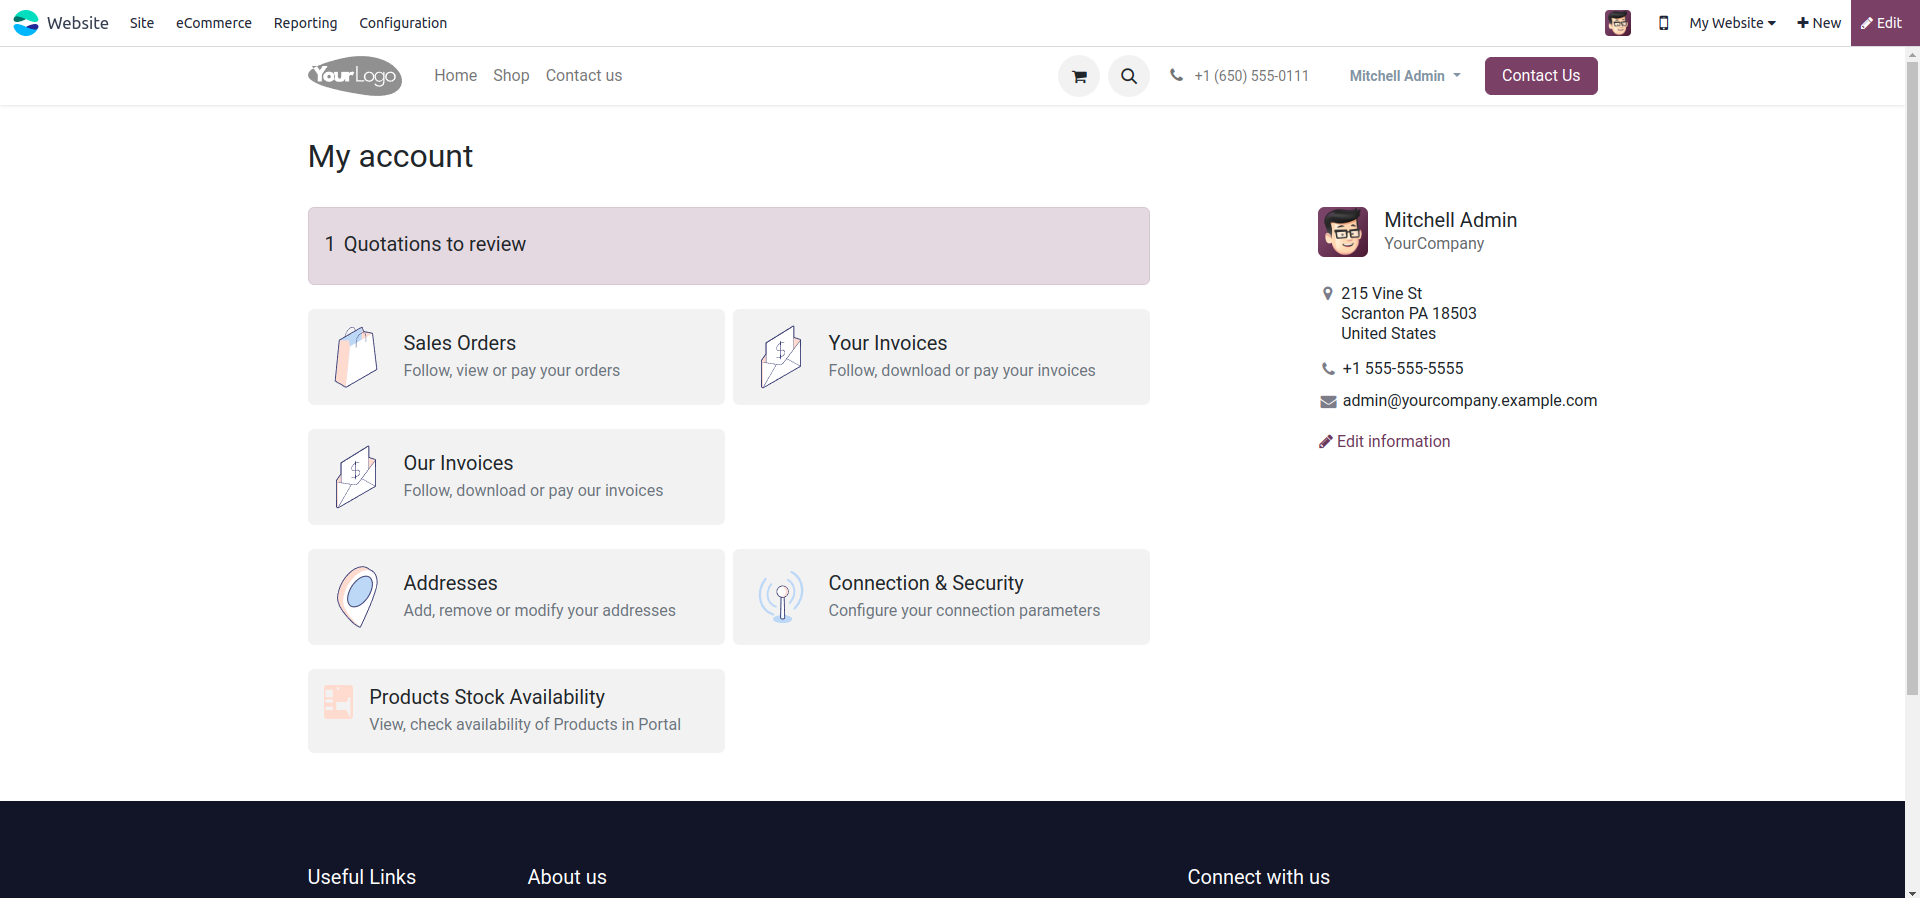 Website Site eCommerce Reporting Configuration My Website New Edit
YourLogo Home Shop Contact us +1 (650) 555-0111 Mitchell Admin Contact Us
My account
1 Quotations to review
Sales Orders
Follow, view or pay your orders
Your Invoices
Follow, download or pay your invoices
Our Invoices
Follow, download or pay our invoices
Addresses
Add, remove or modify your addresses
Connection & Security
Configure your connection parameters
Products Stock Availability
View, check availability of Products in Portal
Mitchell Admin
YourCompany
215 Vine St
Scranton PA 18503
United States
+1 555-555-5555
admin@yourcompany.example.com
Edit information
Useful Links About us Connect with us